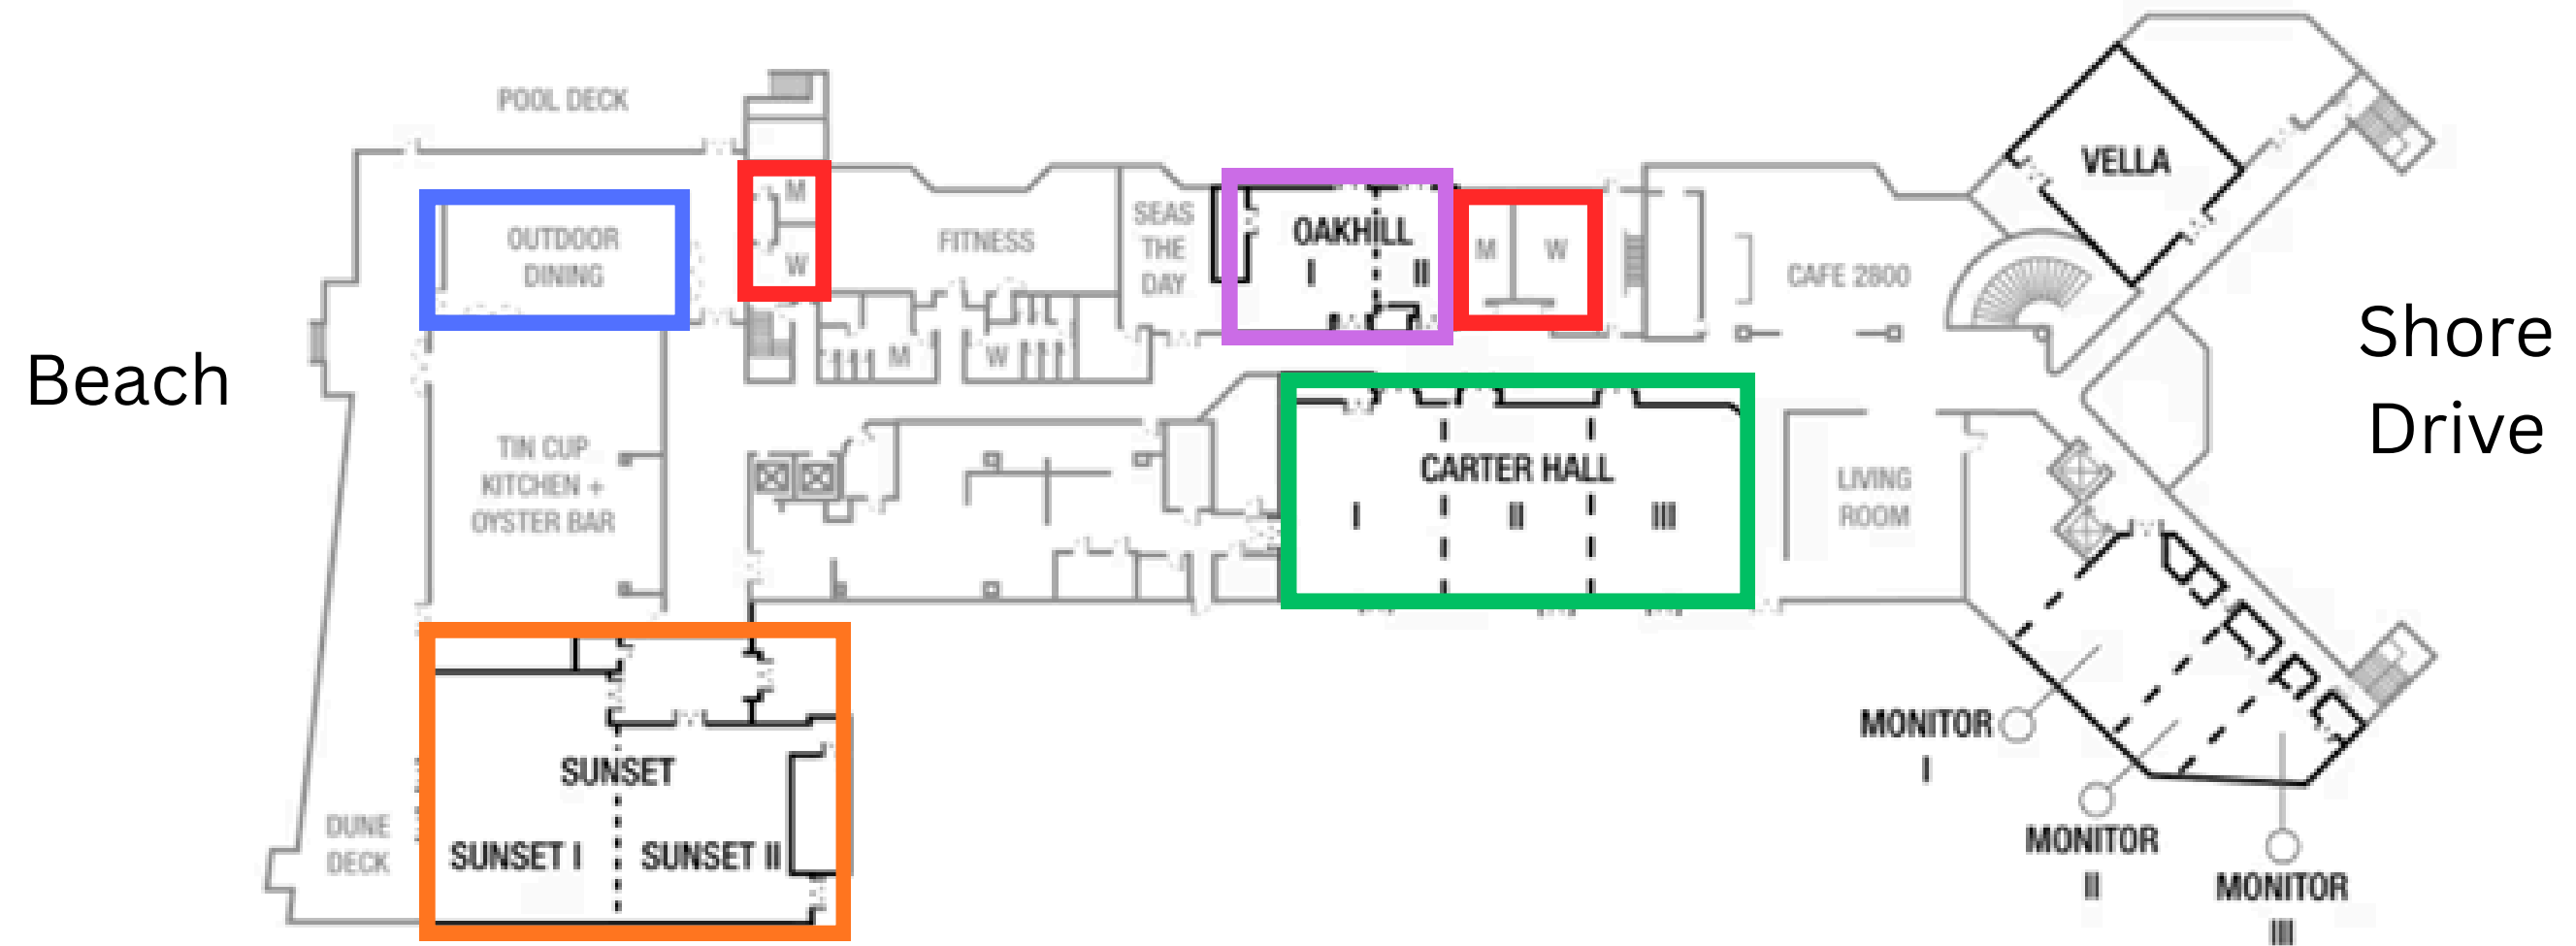 POOL DECK
M
W
OUTDOOR
DINING
FITNESS
SEAS
THE
DAY
OAKHILL
I
II
M
W
CAFE 2800
VELLA
Beach
Shore
Drive
M
W
TIN CUP
KITCHEN +
OYSTER BAR
CARTER HALL
I
II
III
LIVING
ROOM
SUNSET
SUNSET I
SUNSET II
DUNE
DECK
MONITOR
I
MONITOR
II
MONITOR
III